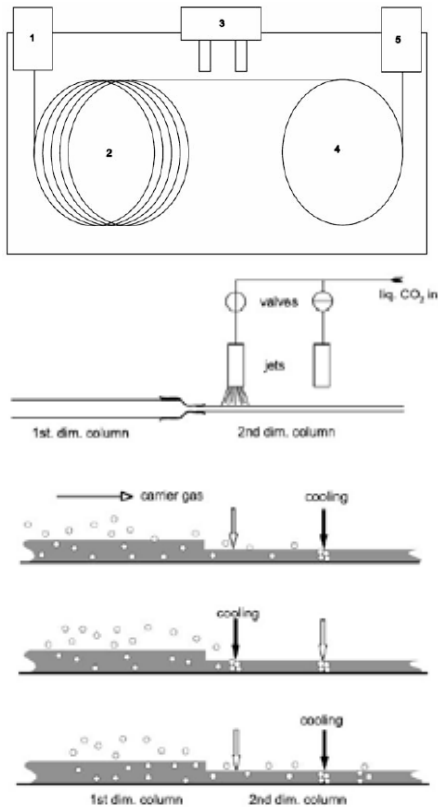 1
3
5
2
4
liq. CO2 in
valves
jets
1st. dim. column
2nd dim. column
carrier gas
cooling
cooling
cooling
1st dim. column
2nd dim. column